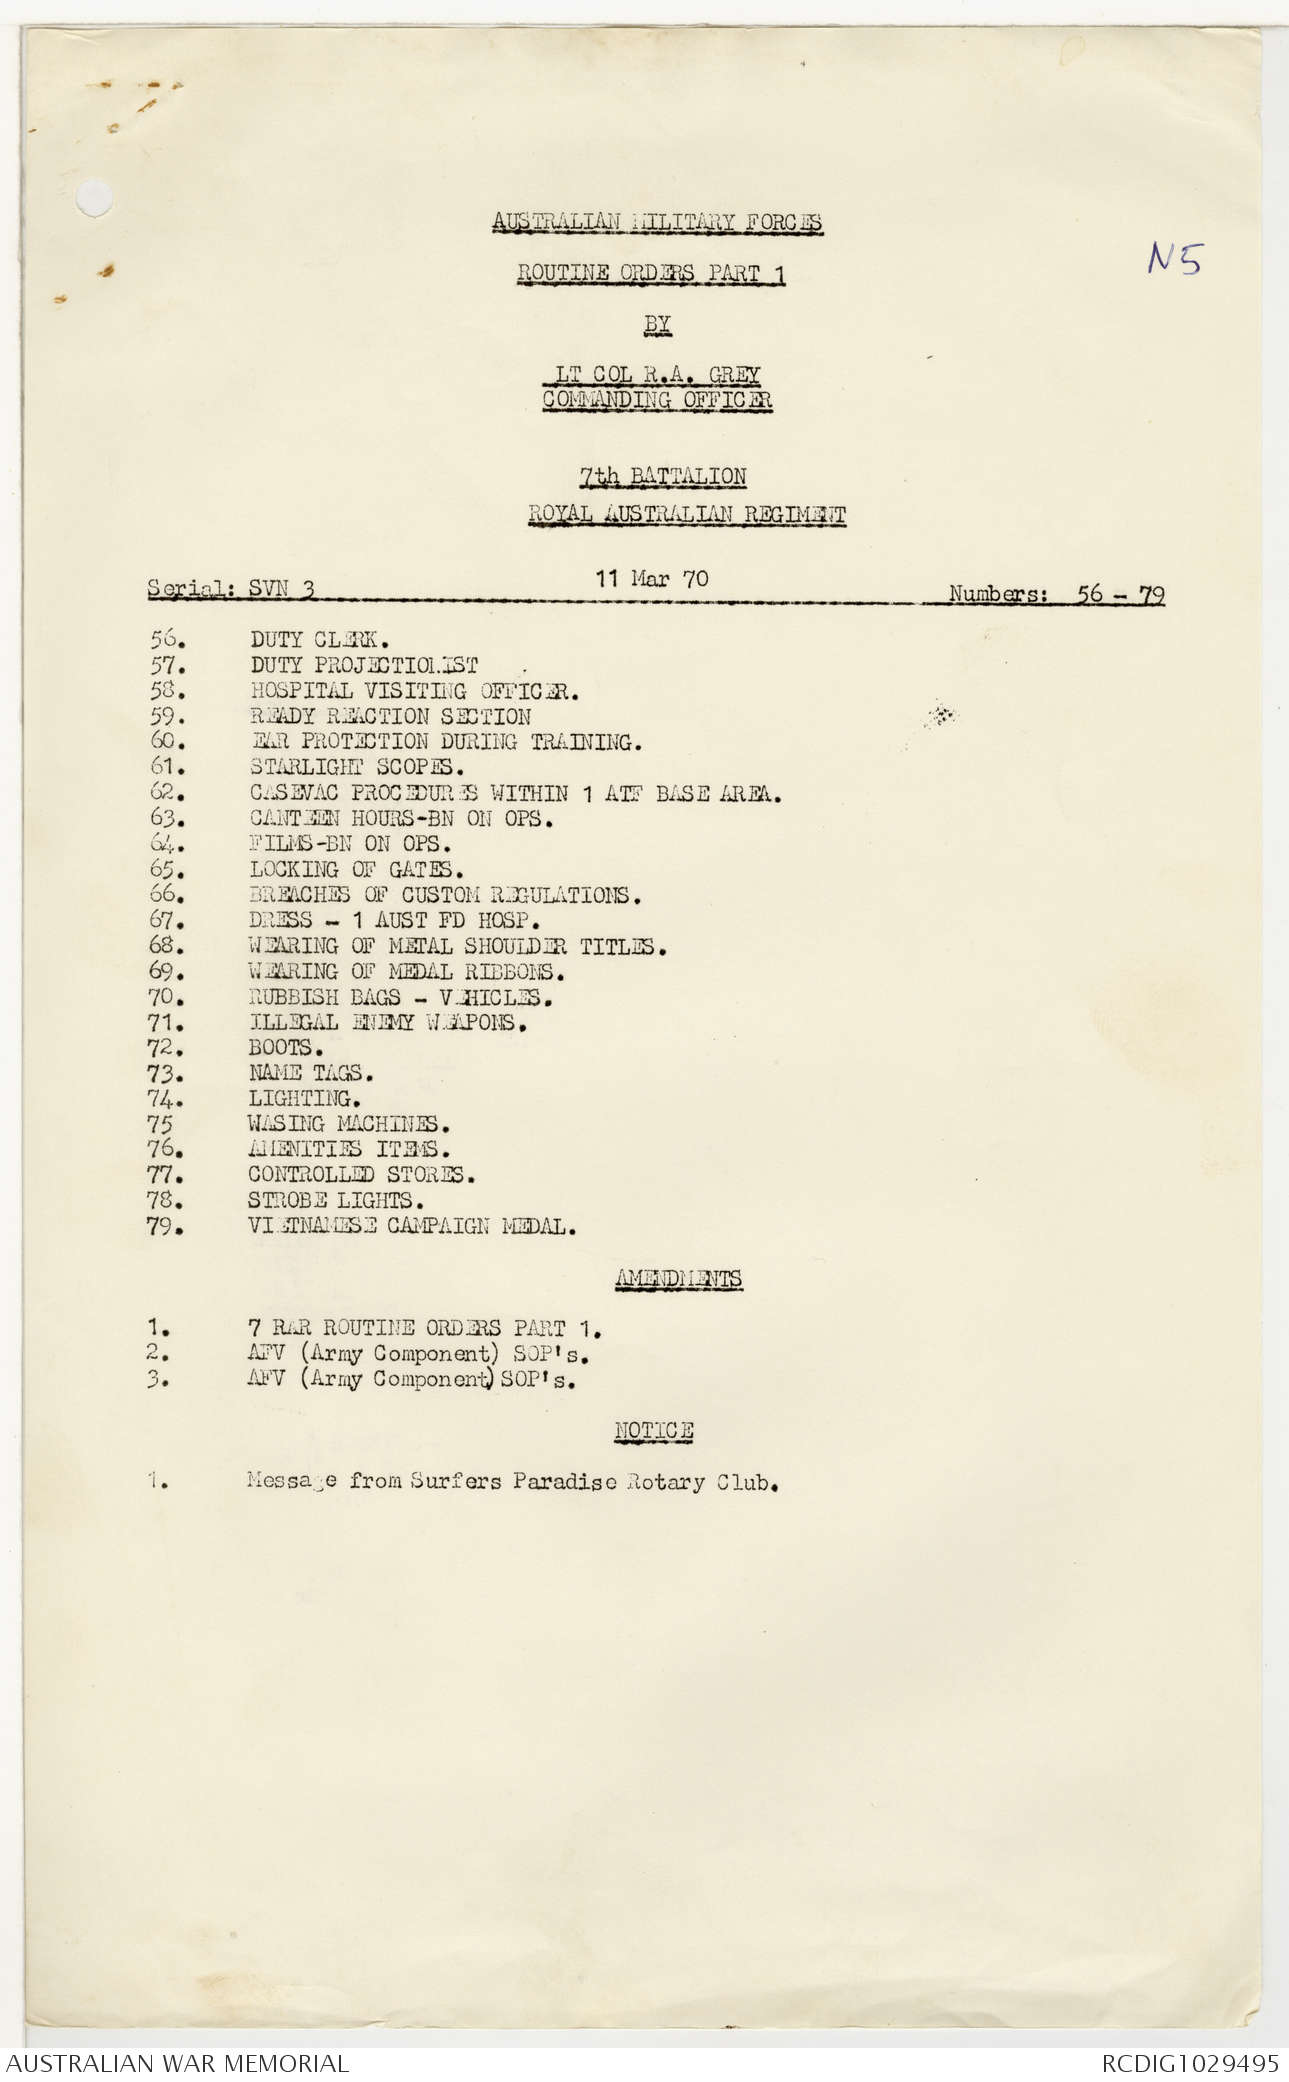 AUSTRALIAN MILITARY FORCES
N5
ROUTINE ORDERS PART 1
BY
LT COL R.A. GREY
COMMANDING OFFICER
7th BATTALION
ROYAL AUSTRALIAN REGIMENT
Serial: SVN 3 11 Mar 70 Numbers: 56 - 79
56. DUTY CLERK.
57. DUTY PROJECTIONIST
58. HOSPITAL VISITING OFFICER.
59. READY REACTION SECTION
60. EAR PROTECTION DURING TRAINING.
61. STARLIGHT SCOPES.
62. CASEVAC PROCEDURES WITHIN 1 ATF BASE AREA.
63. CANTEEN HOURS-BN ON OPS.
64. FILMS-BN ON OPS.
65. LOCKING OF GATES.
66. BREACHES OF CUSTOM REGULATIONS.
67. DRESS - 1 AUST FD HOSP.
68. WEARING OF METAL SHOULDER TITLES.
69. WEARING OF MEDAL RIBBONS.
70. RUBBISH BAGS - VEHICLES.
71. ILLEGAL ENEMY WEAPONS.
72. BOOTS.
73. NAME TAGS.
74. LIGHTING.
75 WASING MACHINES.
76. AMENITIES ITEMS.
77. CONTROLLED STORES.
78. STROBE LIGHTS.
79. VIETNAMESE CAMPAIGN MEDAL.
AMENDMENTS
1. 7 RAR ROUTINE ORDERS PART 1.
2. AFV (Army Component) SOP's.
3. AFV (Army Component) SOP's.
NOTICE
1. Message from Surfers Paradise Rotary Club.
AUSTRALIAN WAR MEMORIAL RCDIG1029495